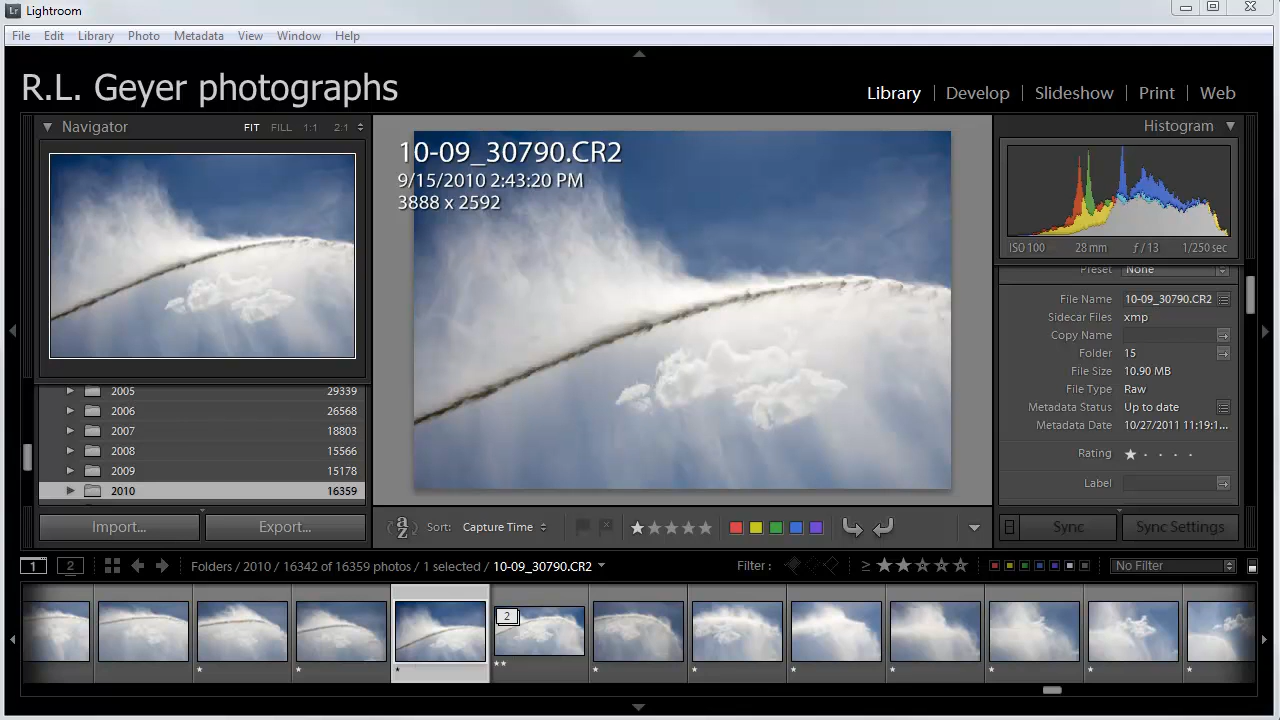 Lr Lightroom
File Edit Library Photo Metadata View Window Help
R.L. Geyer photographs
Library | Develop | Slideshow | Print | Web
Navigator FIT FILL 1:1 2:1
Histogram
10-09_30790.CR2
9/15/2010 2:43:20 PM
3888 x 2592
ISO 100 28 mm ƒ / 13 1/250 sec
Preset None
File Name 10-09_30790.CR2
Sidecar Files xmp
Copy Name
Folder 15
File Size 10.90 MB
File Type Raw
Metadata Status Up to date
Metadata Date 10/27/2011 11:19:1...
Rating
Label
2005 29339
2006 26568
2007 18803
2008 15566
2009 15178
2010 16359
Import... Export...
a z Sort: Capture Time
Sync Sync Settings
1 2 Folders / 2010 / 16342 of 16359 photos / 1 selected / 10-09_30790.CR2 Filter : ≥ No Filter
2